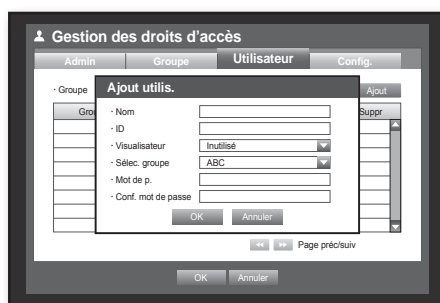 Gestion des droits d'accès
Admin Groupe Utilisateur Config.
· Groupe Ajout
Ajout utilis.
Suppr
· Nom
· ID
· Visualisateur Inutilisé
· Sélec. groupe ABC
· Mot de p.
· Conf. mot de passe
OK Annuler
Page préc/suiv
OK Annuler